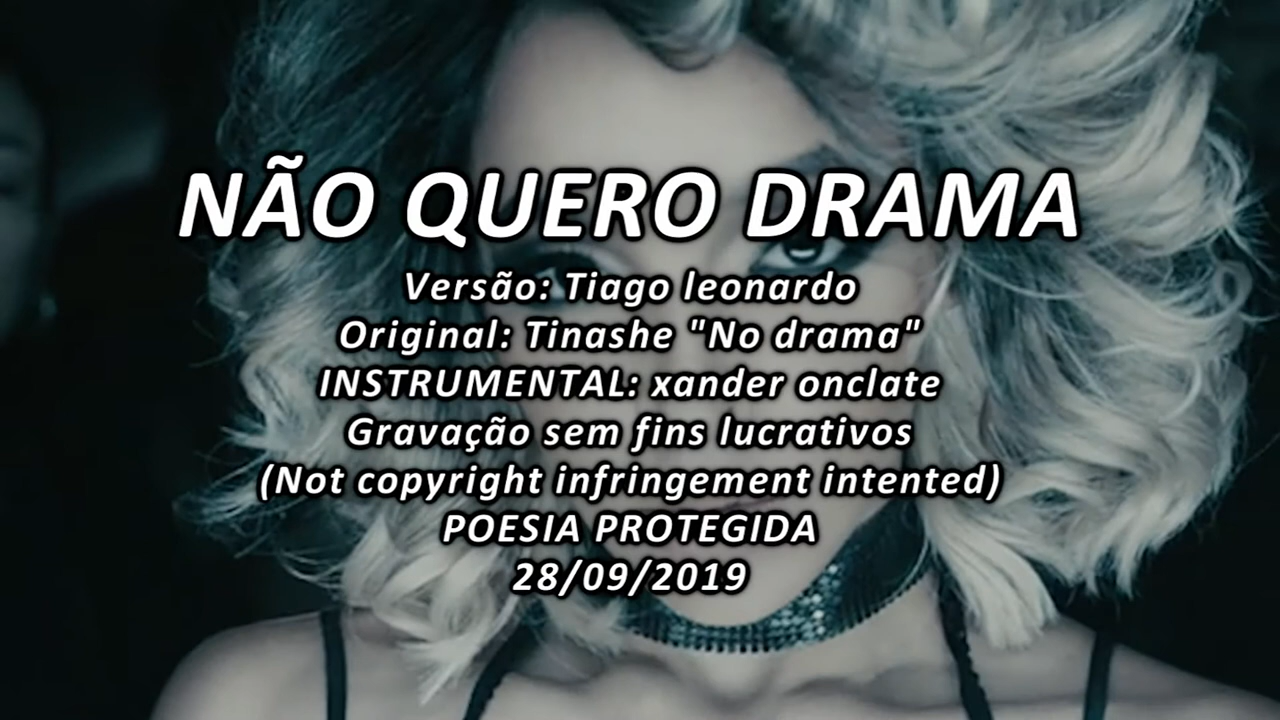 NÃO QUERO DRAMA
Versão: Tiago leonardo
Original: Tinashe "No drama"
INSTRUMENTAL: xander onclate
Gravação sem fins lucrativos
(Not copyright infringement intented)
POESIA PROTEGIDA
28/09/2019